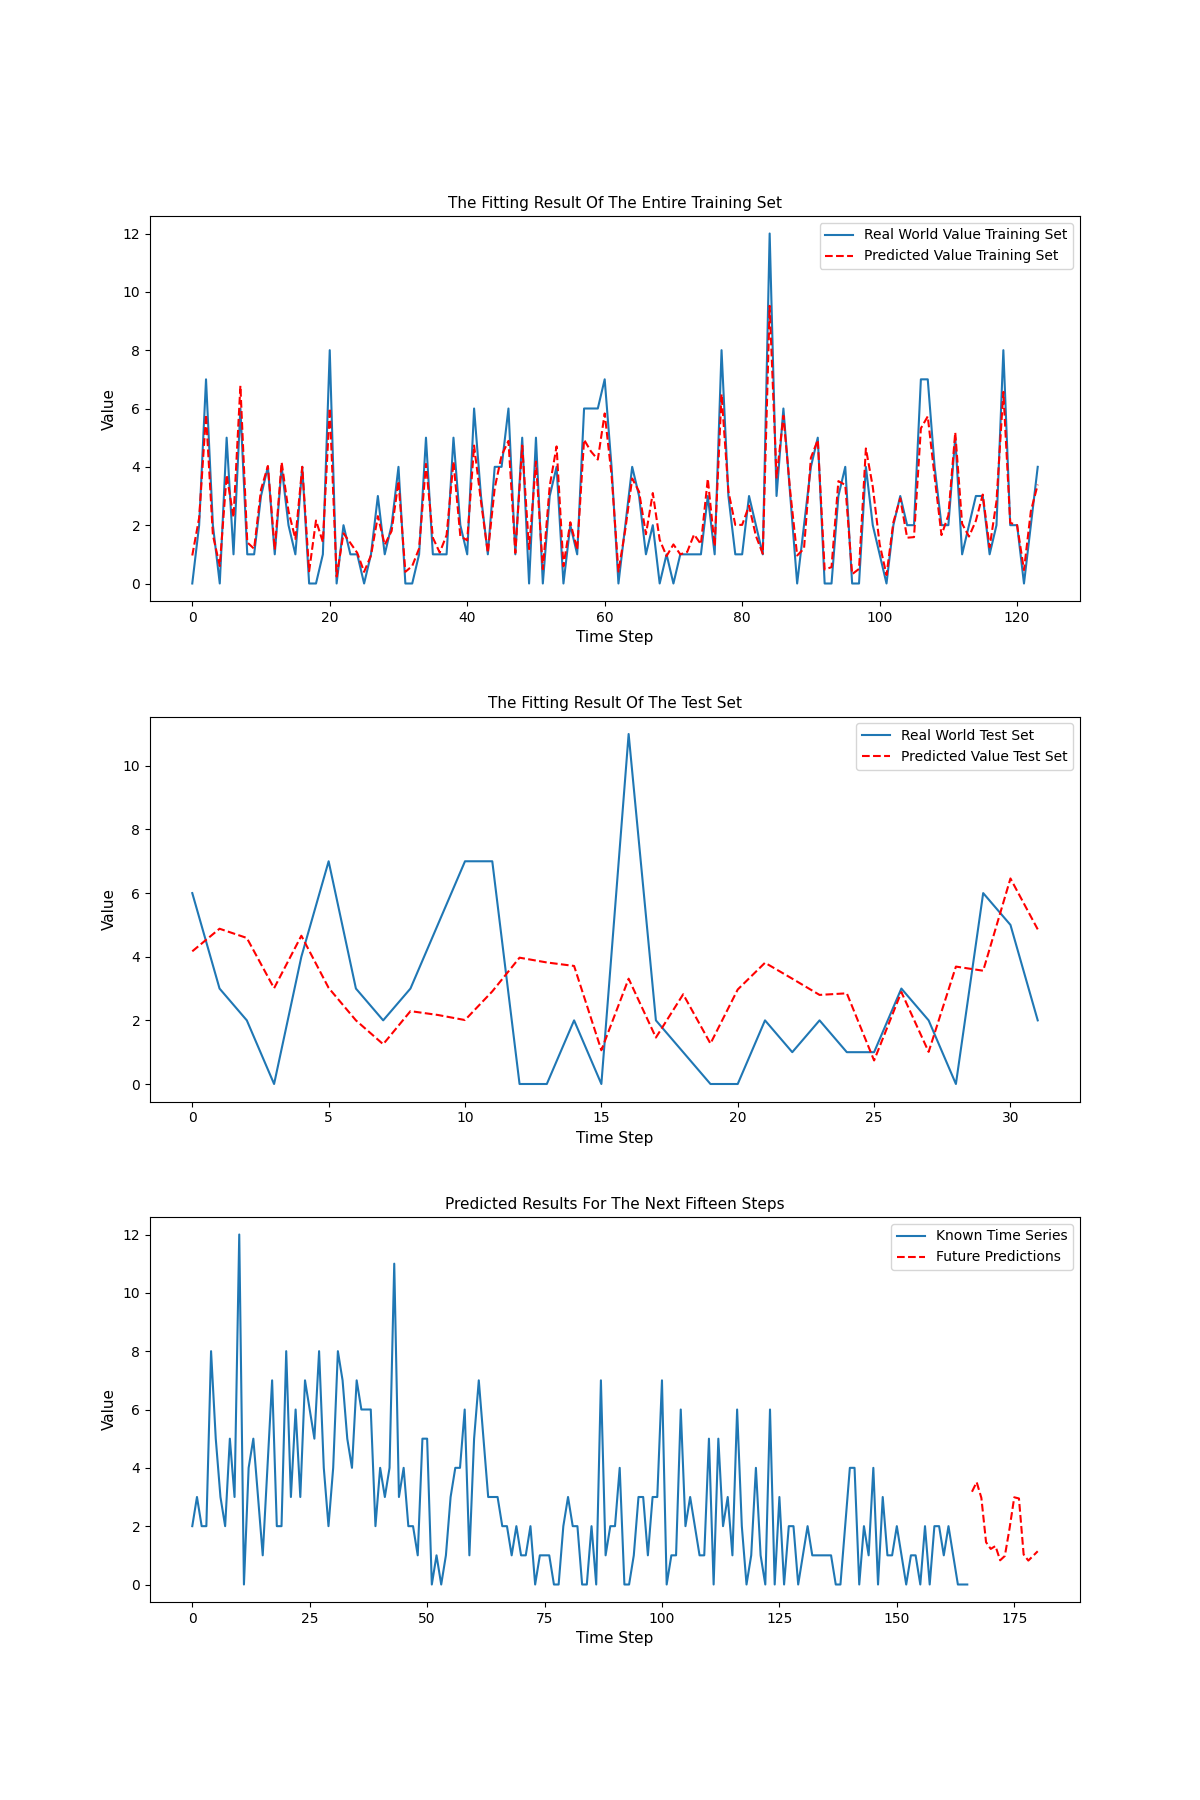 The Fitting Result Of The Entire Training Set
Real World Value Training Set
Predicted Value Training Set
Value
12
10
8
6
4
2
0
0 20 40 60 80 100 120
Time Step
The Fitting Result Of The Test Set
Real World Test Set
Predicted Value Test Set
Value
10
8
6
4
2
0
0 5 10 15 20 25 30
Time Step
Predicted Results For The Next Fifteen Steps
Known Time Series
Future Predictions
Value
12
10
8
6
4
2
0
0 25 50 75 100 125 150 175
Time Step